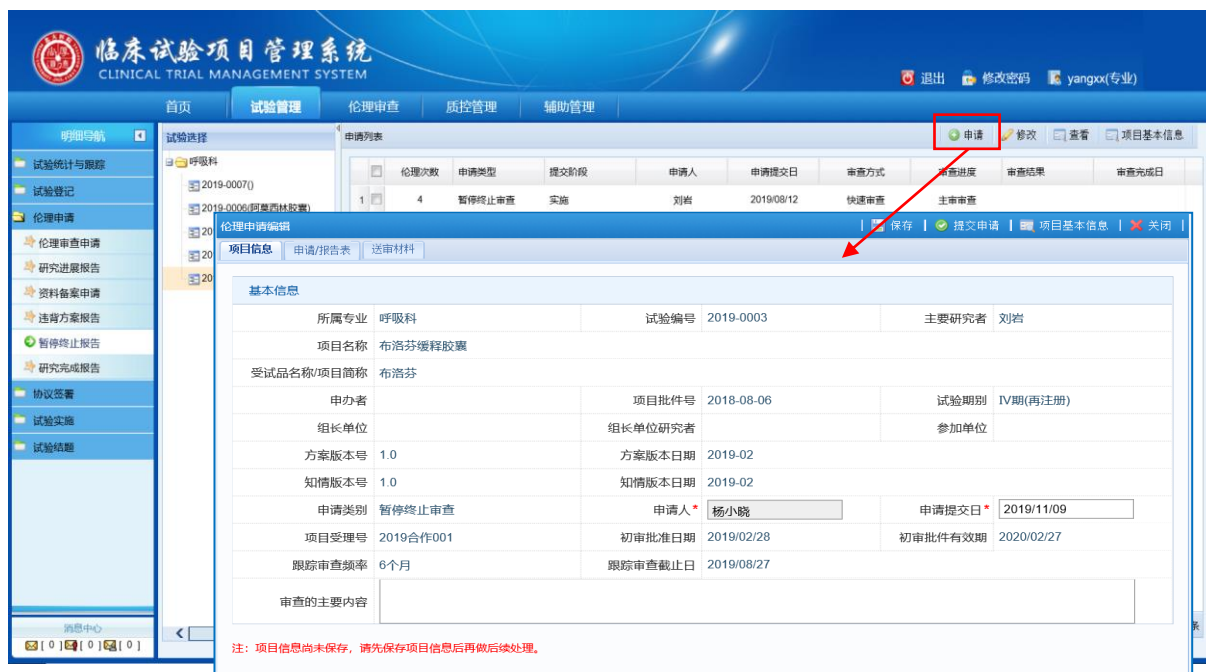 临床试验项目管理系统
CLINICAL TRIAL MANAGEMENT SYSTEM
退出 修改密码 yangxx(专业)
首页 试验管理 伦理审查 质控管理 辅助管理
明细导航
试验统计与跟踪
试验登记
伦理申请
伦理审查申请
研究进展报告
资料备案申请
违背方案报告
暂停终止报告
研究完成报告
协议签署
试验实施
试验结题
消息中心
[ 0 ] [ 0 ] [ 0 ]
试验选择
呼吸科
2019-0007()
2019-0006(阿莫西林胶囊)
20
20
20
申请列表 申请 修改 查看 项目基本信息
伦理次数 申请类型 提交阶段 申请人 申请提交日 审查方式 审查进度 审查结果 审查完成日
1 4 暂停终止审查 实施 刘岩 2019/08/12 快速审查 主审审查
伦理申请编辑 | 保存 | 提交申请 | 项目基本信息 | 关闭 |
项目信息 申请/报告表 送审材料
基本信息
所属专业 呼吸科 试验编号 2019-0003 主要研究者 刘岩
项目名称 布洛芬缓释胶囊
受试品名称/项目简称 布洛芬
申办者 项目批件号 2018-08-06 试验期别 IV期(再注册)
组长单位 组长单位研究者 参加单位
方案版本号 1.0 方案版本日期 2019-02
知情版本号 1.0 知情版本日期 2019-02
申请类别 暂停终止审查 申请人* 杨小晓 申请提交日* 2019/11/09
项目受理号 2019合作001 初审批准日期 2019/02/28 初审批件有效期 2020/02/27
跟踪审查频率 6个月 跟踪审查截止日 2019/08/27
审查的主要内容
注：项目信息尚未保存，请先保存项目信息后再做后续处理。
条